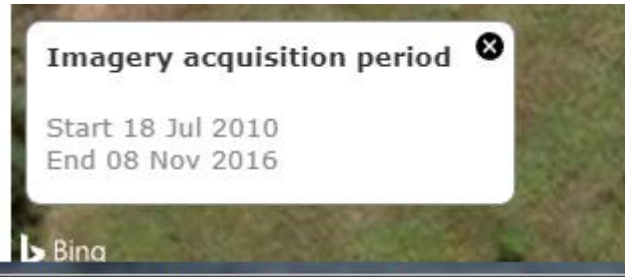 Imagery acquisition period
Start 18 Jul 2010
End 08 Nov 2016
Bing